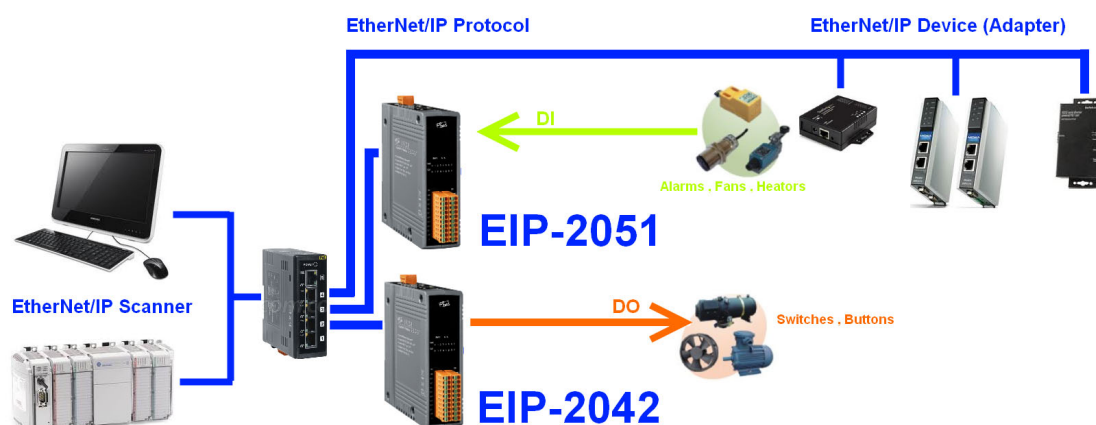 EtherNet/IP Protocol
EtherNet/IP Device (Adapter)
DI
Alarms , Fans , Heators
EIP-2051
EtherNet/IP Scanner
DO
Switches , Buttons
EIP-2042